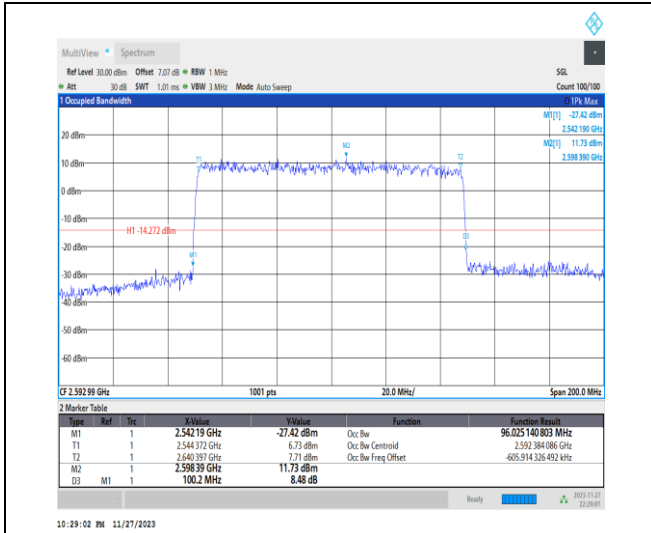 MultiView Spectrum
Ref Level 30.00 dBm Offset 7.07 dB RBW 1 MHz SGL
Att 30 dB SWT 1.01 ms VBW 3 MHz Mode Auto Sweep Count 100/100
1 Occupied Bandwidth 1Pk Max
M1[1] -27.42 dBm
2.542 190 GHz
M2[1] 11.73 dBm
2.598 390 GHz
20 dBm
M2
T1
T2
10 dBm
0 dBm
-10 dBm
H1 -14.272 dBm
D3
-20 dBm
M1
-30 dBm
-40 dBm
-50 dBm
-60 dBm
CF 2.592 99 GHz 1001 pts 20.0 MHz/ Span 200.0 MHz
2 Marker Table
Type Ref Trc X-Value Y-Value Function Function Result
M1 1 2.542 19 GHz -27.42 dBm Occ Bw 96.025 140 803 MHz
T1 1 2.544 372 GHz 6.73 dBm Occ Bw Centroid 2.592 384 086 GHz
T2 1 2.640 397 GHz 7.71 dBm Occ Bw Freq Offset -605.914 326 492 kHz
M2 1 2.598 39 GHz 11.73 dBm
D3 M1 1 100.2 MHz 8.48 dB
Ready 2023-11-27
22:29:01
10:29:02 PM 11/27/2023